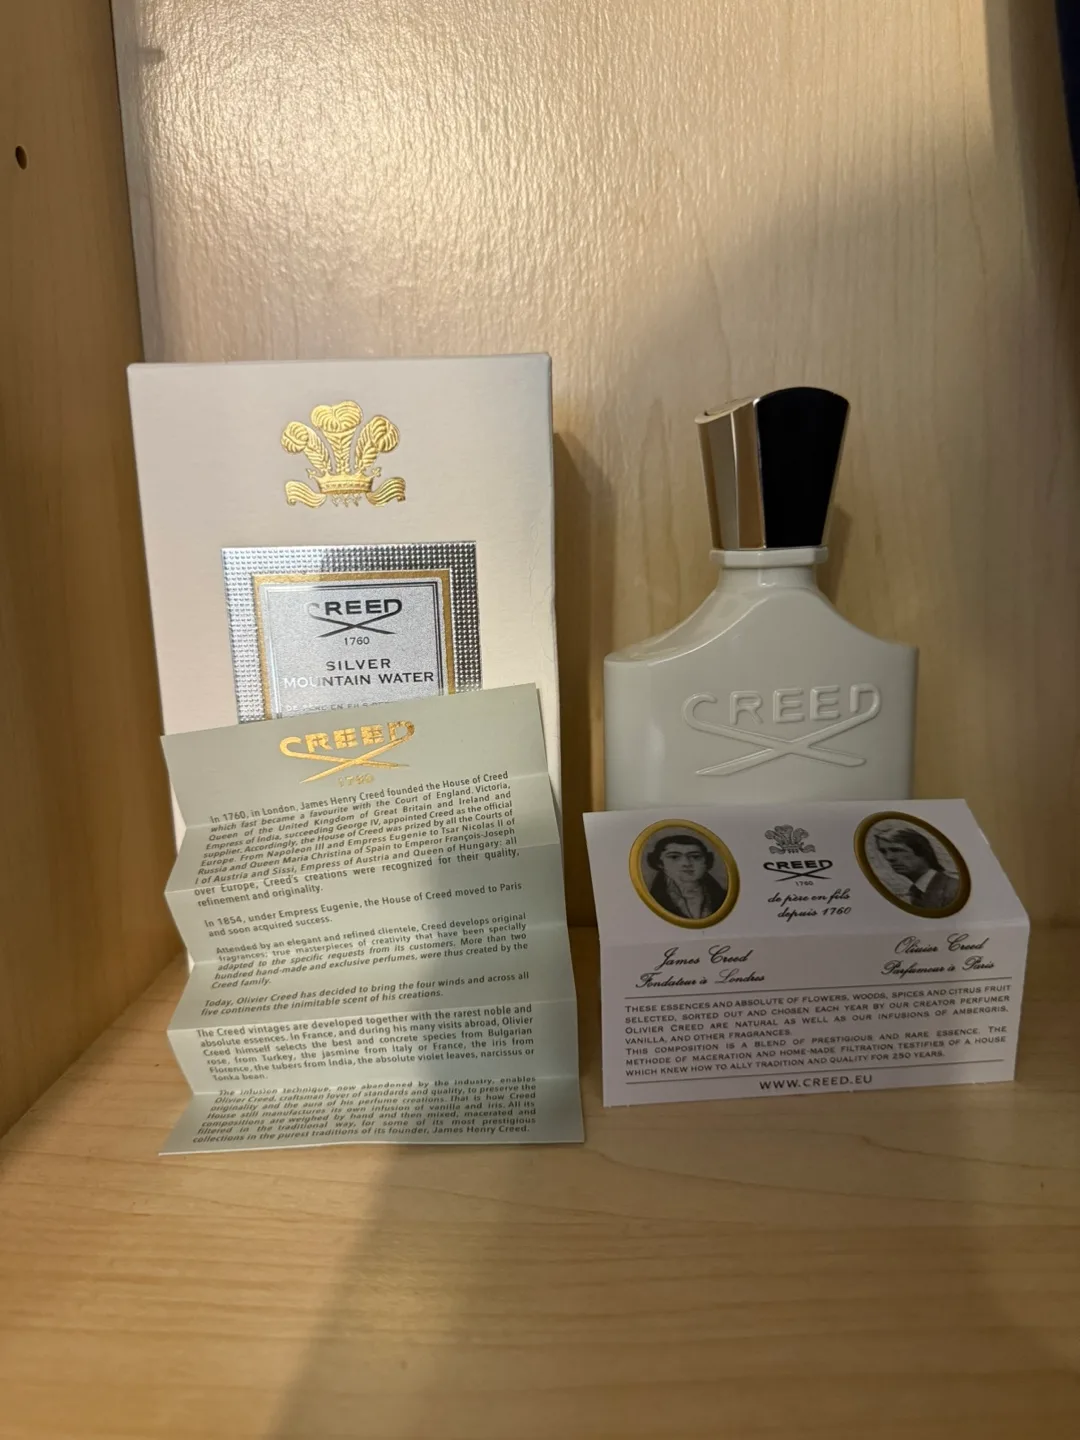 CREED
1760
SILVER
MOUNTAIN WATER
CREED
1760
In 1760, in London, James Henry Creed founded the House of Creed
which fast became a favourite with the Court of England. Victoria,
Queen of the United Kingdom of Great Britain and Ireland and
Empress of India, succeeding George IV, appointed Creed as the official
supplier. Accordingly, the House of Creed was prized by all the Courts of
Europe. From Napoleon III and Empress Eugenie to Tsar Nicolas II of
Russia and Queen Maria Christina of Spain to Emperor François-Joseph
I of Austria and Sissi, Empress of Austria and Queen of Hungary: all
over Europe, Creed's creations were recognized for their quality,
refinement and originality.
In 1854, under Empress Eugenie, the House of Creed moved to Paris
and soon acquired success.
Attended by an elegant and refined clientele, Creed develops original
fragrances; true masterpieces of creativity that have been specially
adapted to the specific requests from its customers. More than two
hundred hand-made and exclusive perfumes, were thus created by the
Creed family.
Today, Olivier Creed has decided to bring the four winds and across all
five continents the inimitable scent of his creations.
The Creed vintages are developed together with the rarest noble and
absolute essences. In France, and during his many visits abroad, Olivier
Creed himself selects the best and concrete species from Bulgarian
rose, from Turkey, the jasmine from Italy or France, the iris from
Florence, the tubers from India, the absolute violet leaves, narcissus or
Tonka bean.
The infusion technique, now abandoned by the industry, enables
Olivier Creed, craftsman lover of standards and quality, to preserve the
originality and the aura of his perfume creations. That is how Creed
House still manufactures its own infusion of vanilla and Iris. All its
compositions are weighed by hand and then mixed, macerated and
filtered in the traditional way, for some of its most prestigious
collections in the purest traditions of its founder, James Henry Creed.
CREED
CREED
1760
de père en fils
depuis 1760
James Creed
Fondateur à Londres
Olivier Creed
Parfumeur à Paris
THESE ESSENCES AND ABSOLUTE OF FLOWERS, WOODS, SPICES AND CITRUS FRUIT
SELECTED, SORTED OUT AND CHOSEN EACH YEAR BY OUR CREATOR PERFUMER
OLIVIER CREED ARE NATURAL AS WELL AS OUR INFUSIONS OF AMBERGRIS,
VANILLA, AND OTHER FRAGRANCES.
THIS COMPOSITION IS A BLEND OF PRESTIGIOUS AND RARE ESSENCE. THE
METHODE OF MACERATION AND HOME-MADE FILTRATION TESTIFIES OF A HOUSE
WHICH KNEW HOW TO ALLY TRADITION AND QUALITY FOR 250 YEARS.
WWW.CREED.EU